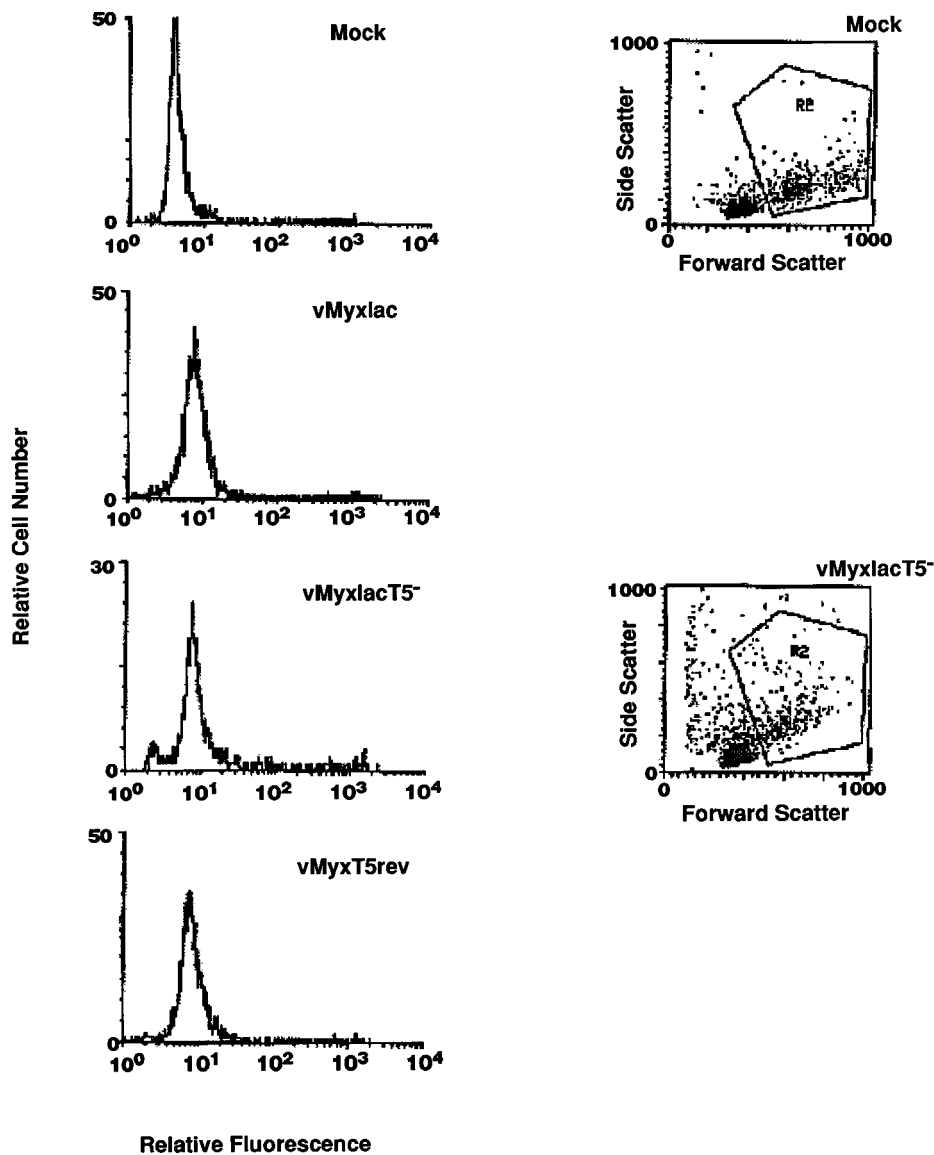 50
Mock
0
10⁰ 10¹ 10² 10³ 10⁴
Mock
1000
R2
Side Scatter
0
0 1000
Forward Scatter
50
vMyxlac
0
10⁰ 10¹ 10² 10³ 10⁴
Relative Cell Number
30
vMyxlacT5⁻
0
10⁰ 10¹ 10² 10³ 10⁴
vMyxlacT5⁻
1000
R2
Side Scatter
0
0 1000
Forward Scatter
50
vMyxT5rev
0
10⁰ 10¹ 10² 10³ 10⁴
Relative Fluorescence